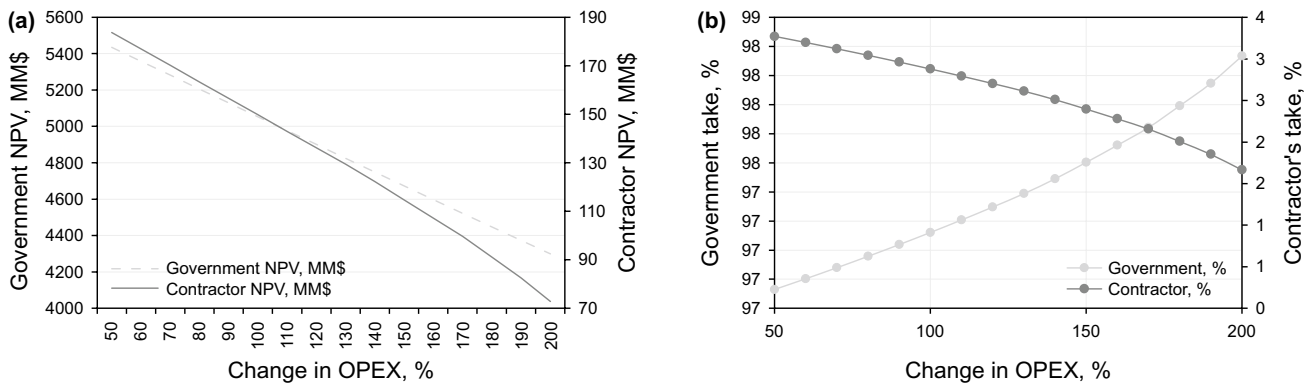 (a)
Government NPV, MM$
5600
5400
5200
5000
4800
4600
4400
4200
4000
Government NPV, MM$
Contractor NPV, MM$
190
170
150
130
110
90
70
Contractor NPV, MM$
50 60 70 80 90 100 110 120 130 140 150 160 170 180 190 200
Change in OPEX, %
(b)
Government take, %
99
98
98
98
98
98
97
97
97
97
97
Government, %
Contractor, %
4
3
3
2
2
1
1
0
Contractor's take, %
50 100 150 200
Change in OPEX, %